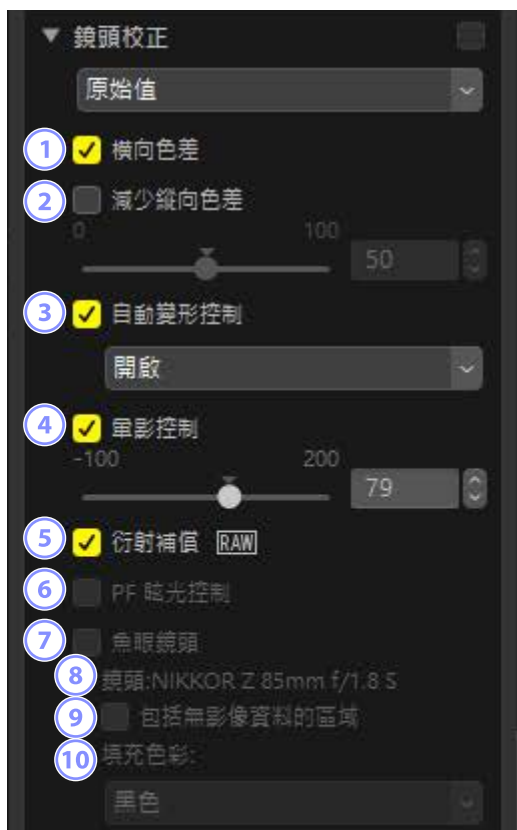 鏡頭校正
原始值
1 橫向色差
2 減少縱向色差
0 100
50
3 自動變形控制
開啟
4 暈影控制
-100 200
79
5 衍射補償 RAW
6 PF 眩光控制
7 魚眼鏡頭
8 鏡頭:NIKKOR Z 85mm f/1.8 S
9 包括無影像資料的區域
10 填充色彩:
黑色